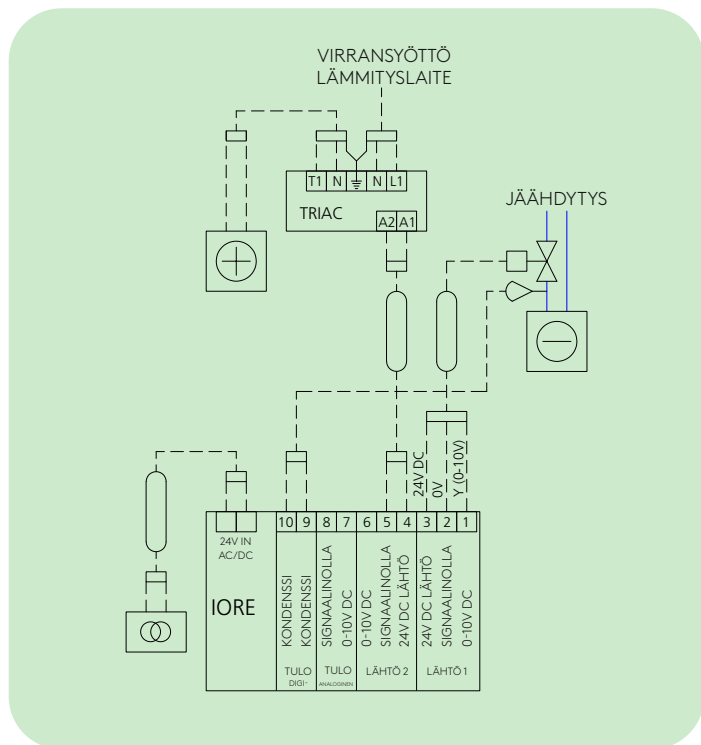 VIRRANSYÖTTÖ
LÄMMITYSLAITE
T1 N N L1
TRIAC
A2 A1
JÄÄHDYTYS
24V DC
0V
Y (0-10V)
10 9 8 7 6 5 4 3 2 1
24V IN
AC/DC
IORE
KONDENSSI
KONDENSSI
SIGNAALINOLLA
0-10V DC
0-10V DC
SIGNAALINOLLA
24V DC LÄHTÖ
24V DC LÄHTÖ
SIGNAALINOLLA
0-10V DC
TULO
DIGI-
TULO
ANALOGINEN
LÄHTÖ 2
LÄHTÖ 1